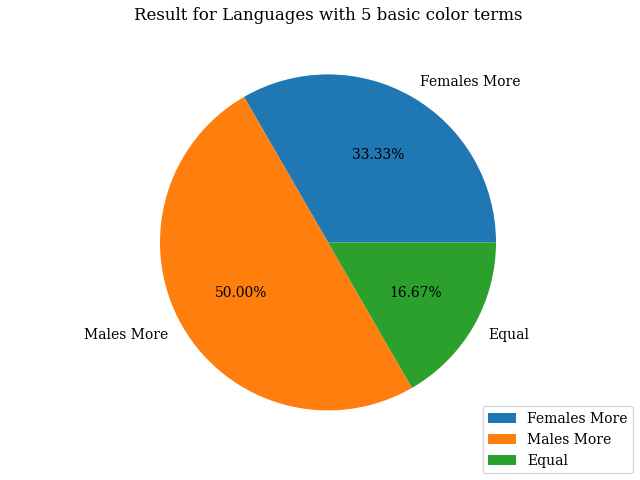 Result for Languages with 5 basic color terms
Females More
33.33%
50.00%
16.67%
Males More
Equal
Females More
Males More
Equal